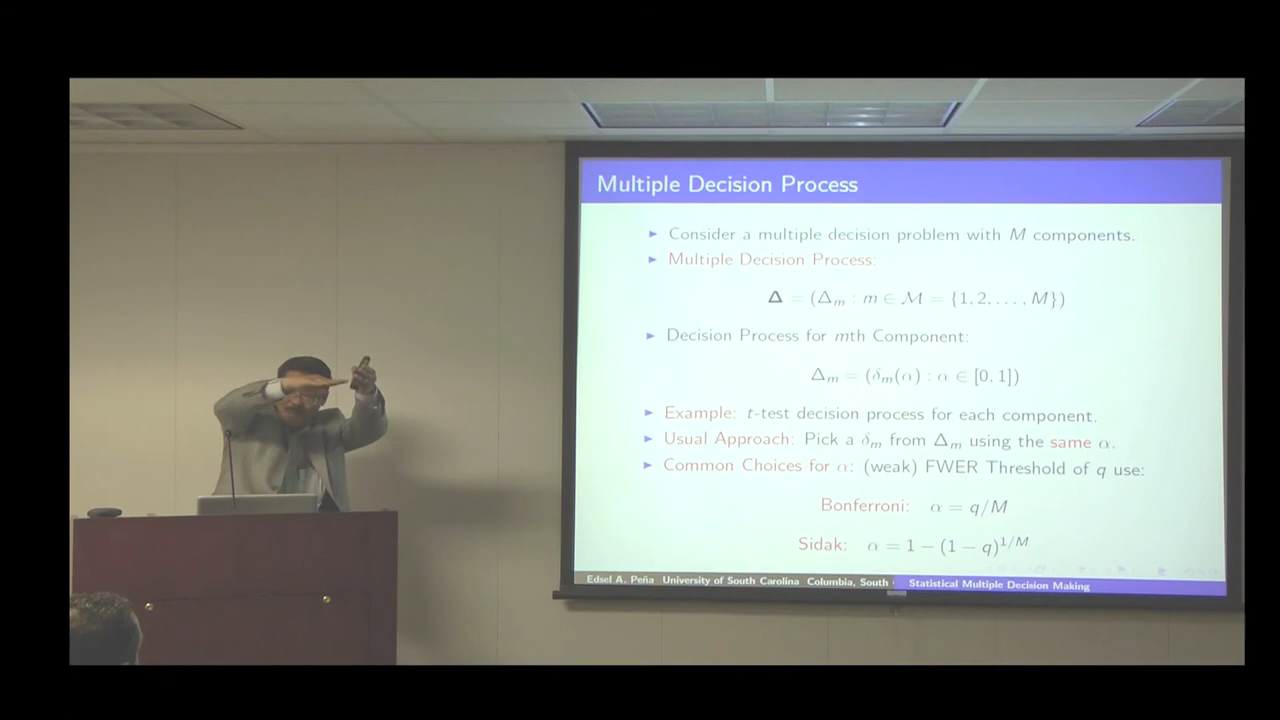 Multiple Decision Process
Consider a multiple decision problem with M components.
Multiple Decision Process:
Δ = (Δ_m : m ∈ ℳ = {1, 2, . . . , M})
Decision Process for mth Component:
Δ_m = (δ_m(α) : α ∈ [0, 1])
Example: t-test decision process for each component.
Usual Approach: Pick a δ_m from Δ_m using the same α.
Common Choices for α: (weak) FWER Threshold of q use:
Bonferroni: α = q/M
Sidak: α = 1 − (1 − q)^{1/M}
Edsel A. Peña University of South Carolina Columbia, South
Statistical Multiple Decision Making